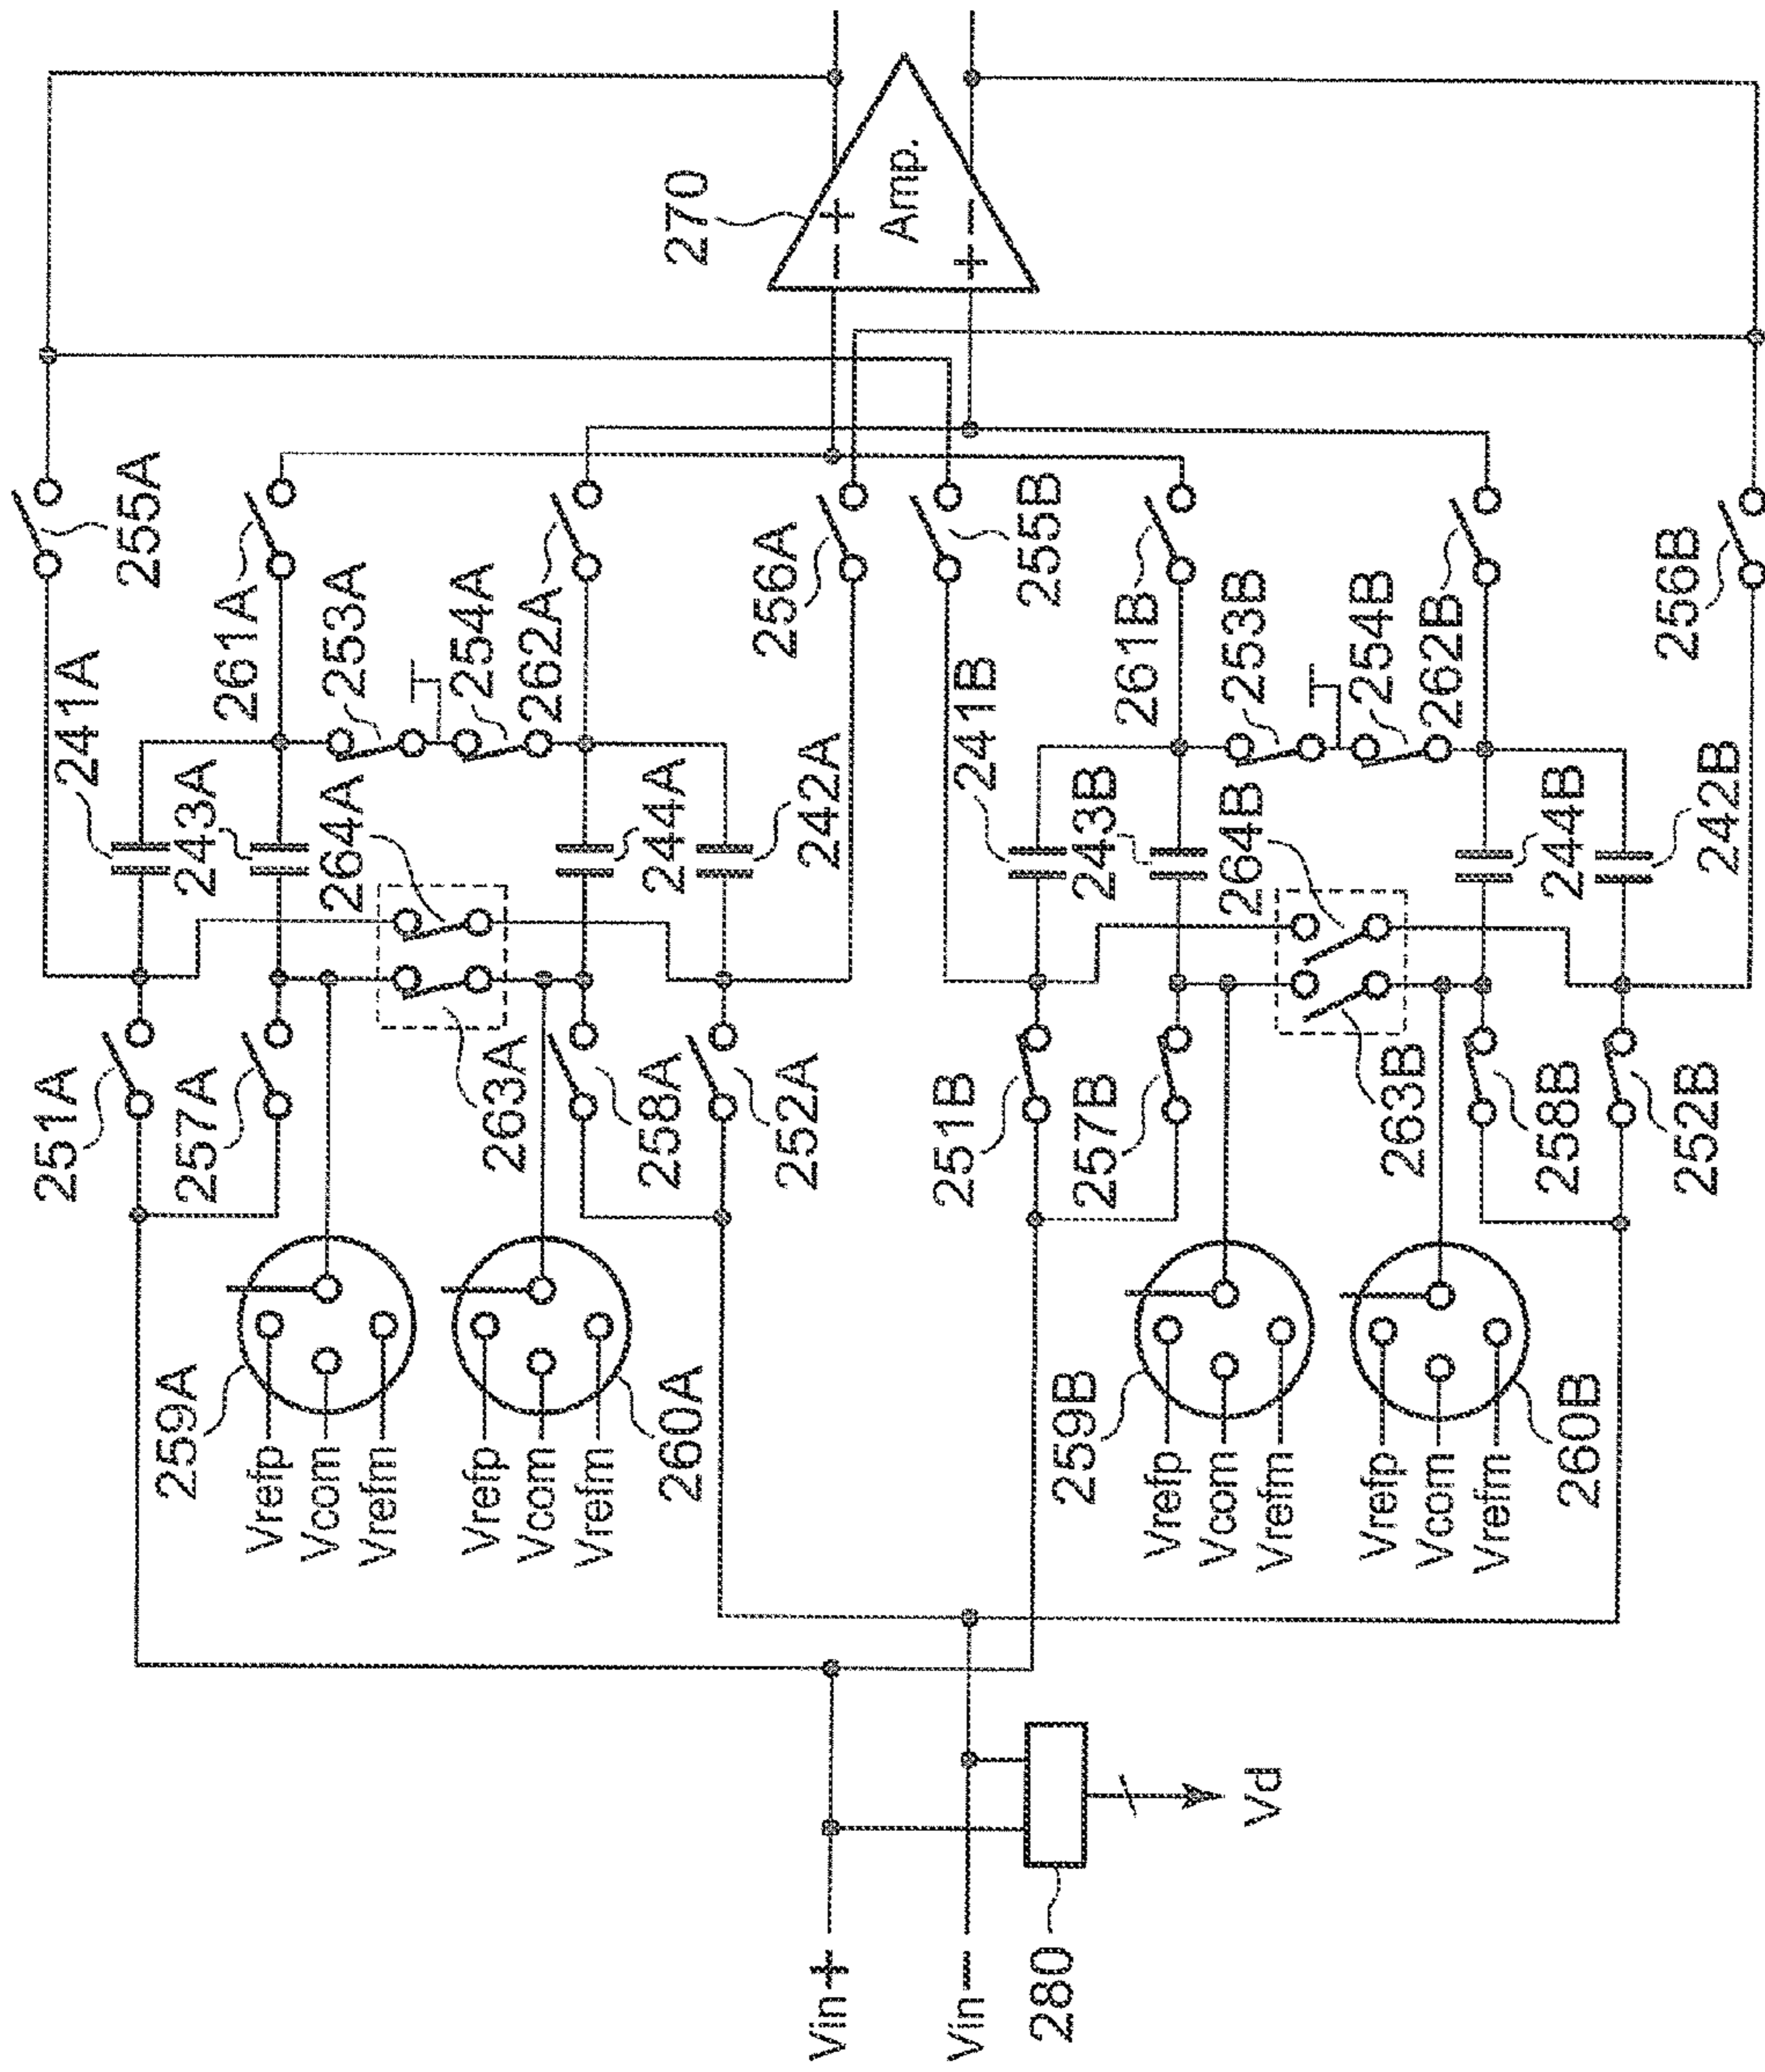 255A
241A
261A
243A
253A
264A
254A
251A
257A
263A
262A
244A
258A
242A
252A
256A
259A
Vrefp
Vcom
Vrefm
Vrefp
Vcom
Vrefm
260A
270
- +
Amp.
+ -
Vin+
Vin-
280
Vd
255B
241B
261B
243B
253B
264B
254B
251B
257B
263B
262B
244B
258B
242B
252B
256B
259B
Vrefp
Vcom
Vrefm
Vrefp
Vcom
Vrefm
260B